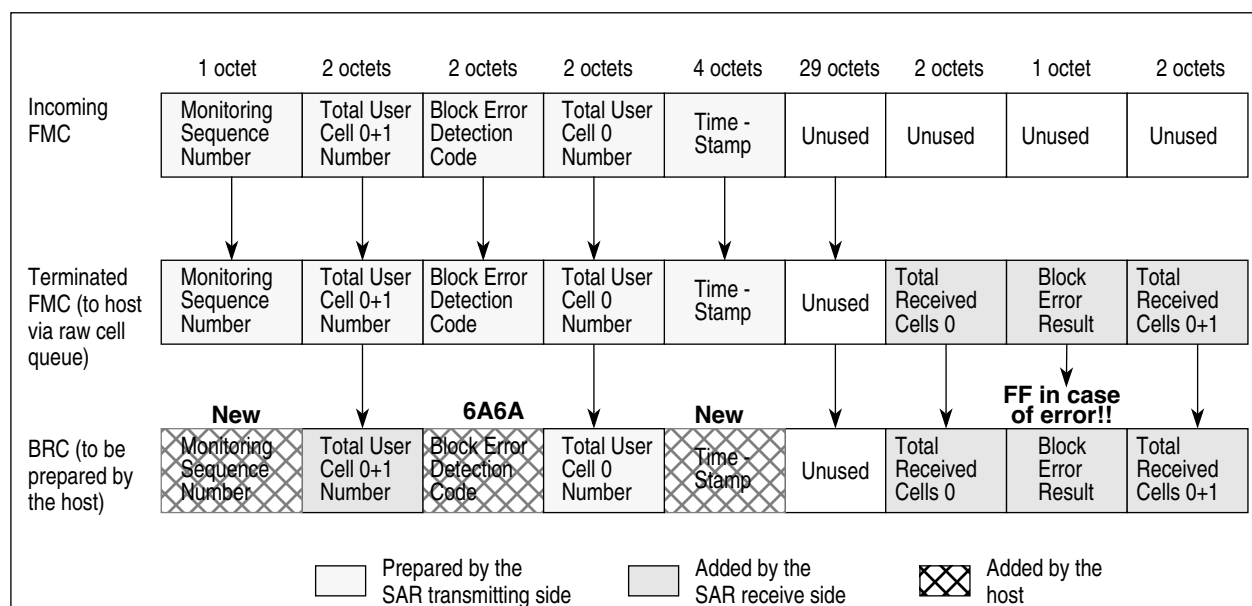 1 octet 2 octets 2 octets 2 octets 4 octets 29 octets 2 octets 1 octet 2 octets
Incoming
FMC
Monitoring
Sequence
Number
Total User
Cell 0+1
Number
Block Error
Detection
Code
Total User
Cell 0
Number
Time -
Stamp
Unused
Unused
Unused
Unused
Terminated
FMC (to host
via raw cell
queue)
Monitoring
Sequence
Number
Total User
Cell 0+1
Number
Block Error
Detection
Code
Total User
Cell 0
Number
Time -
Stamp
Unused
Total
Received
Cells 0
Block
Error
Result
Total
Received
Cells 0+1
New
6A6A
New
FF in case
of error!!
BRC (to be
prepared by
the host)
Monitoring
Sequence
Number
Total User
Cell 0+1
Number
Block Error
Detection
Code
Total User
Cell 0
Number
Time -
Stamp
Unused
Total
Received
Cells 0
Block
Error
Result
Total
Received
Cells 0+1
Prepared by the
SAR transmitting side
Added by the
SAR receive side
Added by the
host